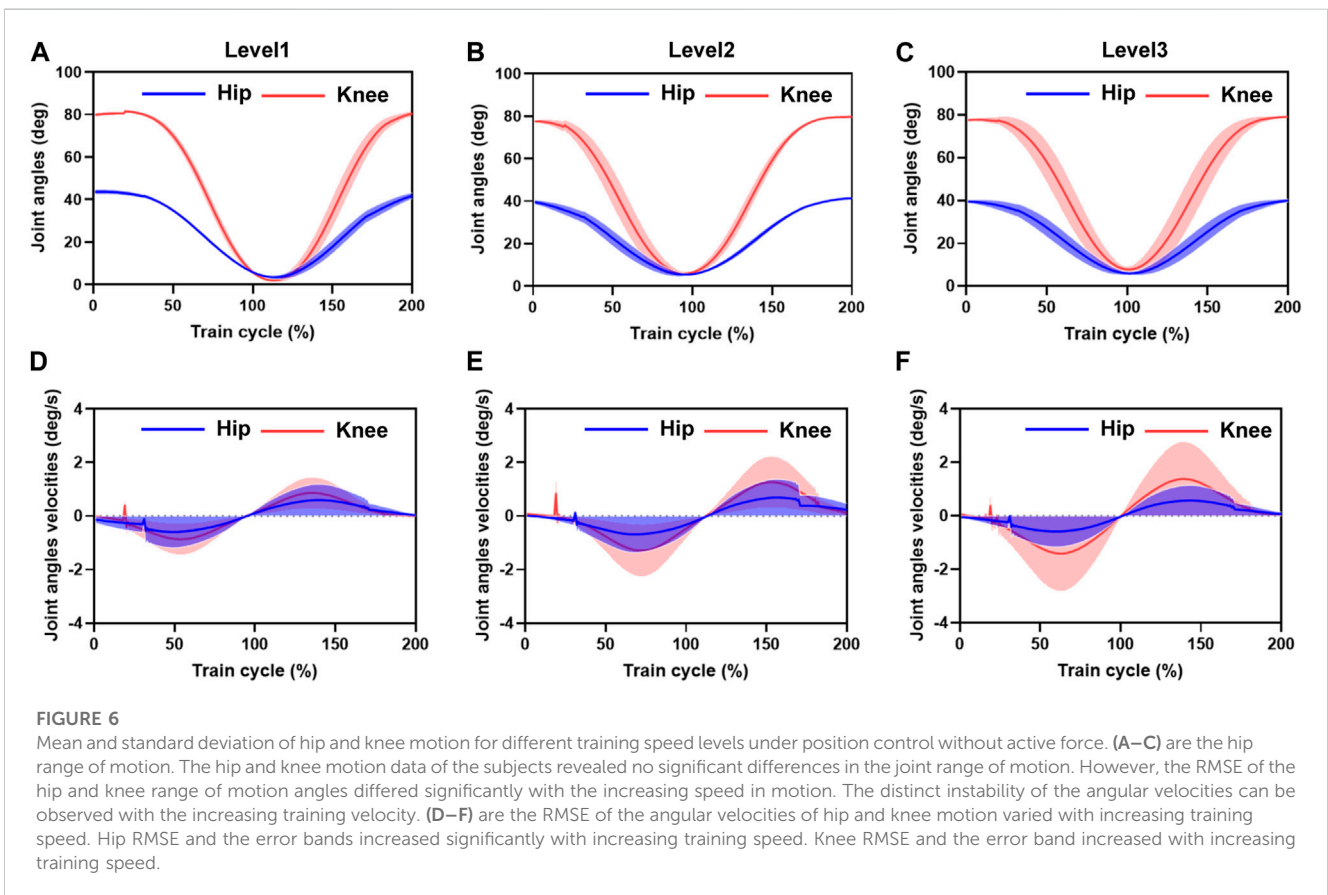 A
Level1
B
Level2
C
Level3
100
80
60
40
20
0
Joint angles (deg)
Hip
Knee
0
50
100
150
200
Train cycle (%)
100
80
60
40
20
0
Joint angles (deg)
Hip
Knee
0
50
100
150
200
Train cycle (%)
100
80
60
40
20
0
Joint angles (deg)
Hip
Knee
0
50
100
150
200
Train cycle (%)
D
E
F
4
2
0
-2
-4
Joint angles velocities (deg/s)
Hip
Knee
0
50
100
150
200
Train cycle (%)
4
2
0
-2
-4
Joint angles velocities (deg/s)
Hip
Knee
0
50
100
150
200
Train cycle (%)
4
2
0
-2
-4
Joint angles velocities (deg/s)
Hip
Knee
0
50
100
150
200
Train cycle (%)
FIGURE 6
Mean and standard deviation of hip and knee motion for different training speed levels under position control without active force. (A–C) are the hip
range of motion. The hip and knee motion data of the subjects revealed no significant differences in the joint range of motion. However, the RMSE of the
hip and knee range of motion angles differed significantly with the increasing speed in motion. The distinct instability of the angular velocities can be
observed with the increasing training velocity. (D–F) are the RMSE of the angular velocities of hip and knee motion varied with increasing training
speed. Hip RMSE and the error bands increased significantly with increasing training speed. Knee RMSE and the error band increased with increasing
training speed.